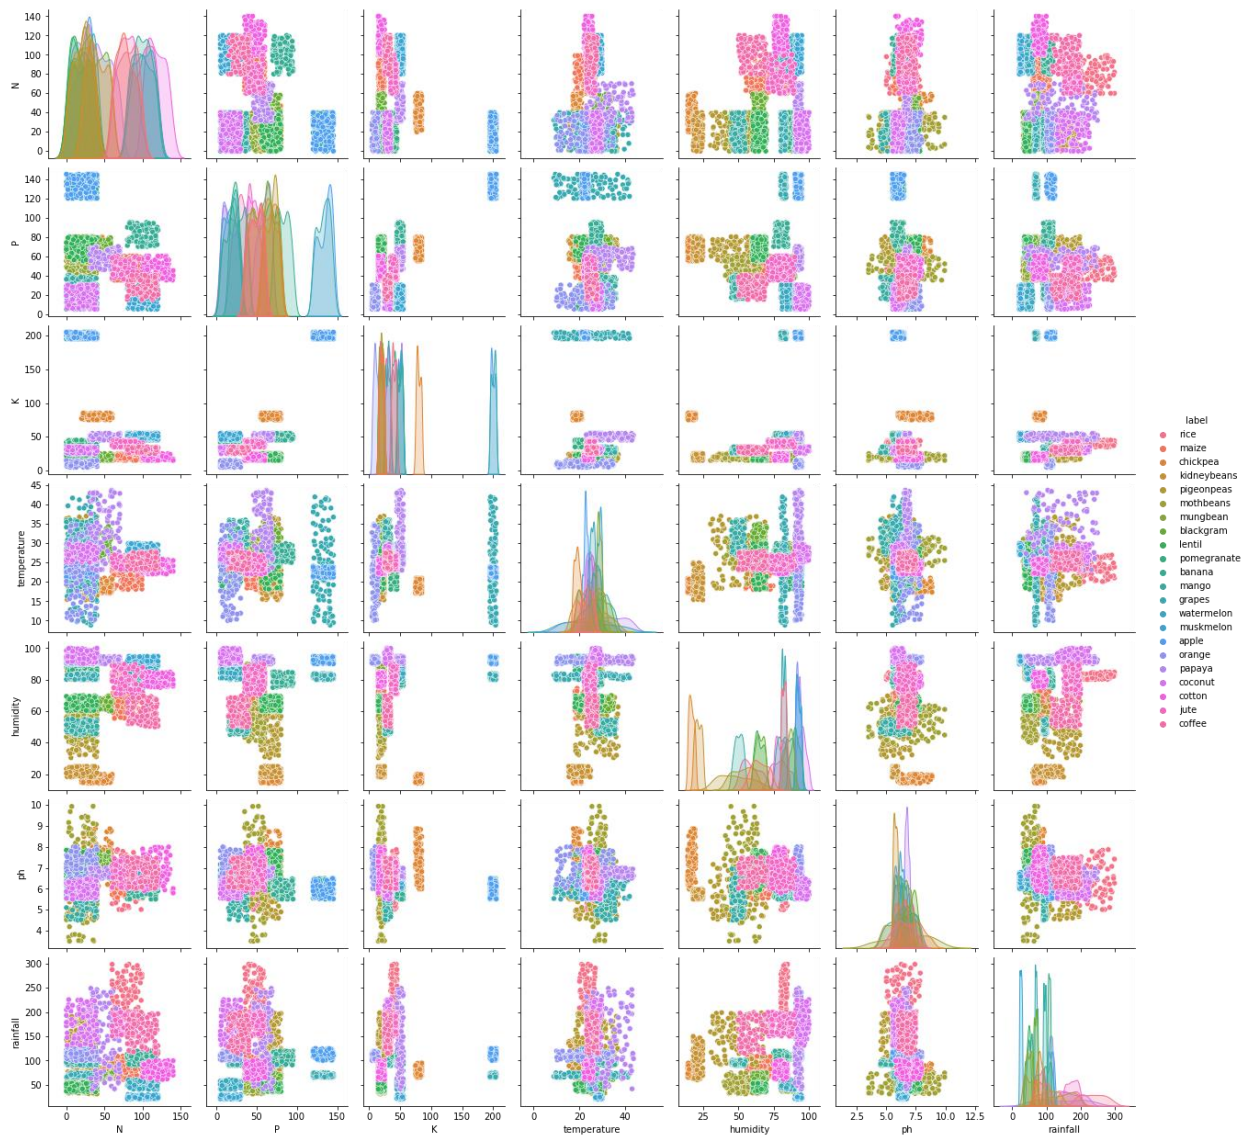 140
120
100
80
60
40
20
0
N
140
120
100
80
60
40
20
0
P
200
150
100
50
0
K
45
40
35
30
25
20
15
10
temperature
100
80
60
40
20
humidity
10
9
8
7
6
5
4
ph
300
250
200
150
100
50
rainfall
0 50 100 150
N
0 50 100 150
P
0 50 100 150 200
K
0 20 40
temperature
25 50 75 100
humidity
2.5 5.0 7.5 10.0 12.5
ph
0 100 200 300
rainfall
label
rice
maize
chickpea
kidneybeans
pigeonpeas
mothbeans
mungbean
blackgram
lentil
pomegranate
banana
mango
grapes
watermelon
muskmelon
apple
orange
papaya
coconut
cotton
jute
coffee